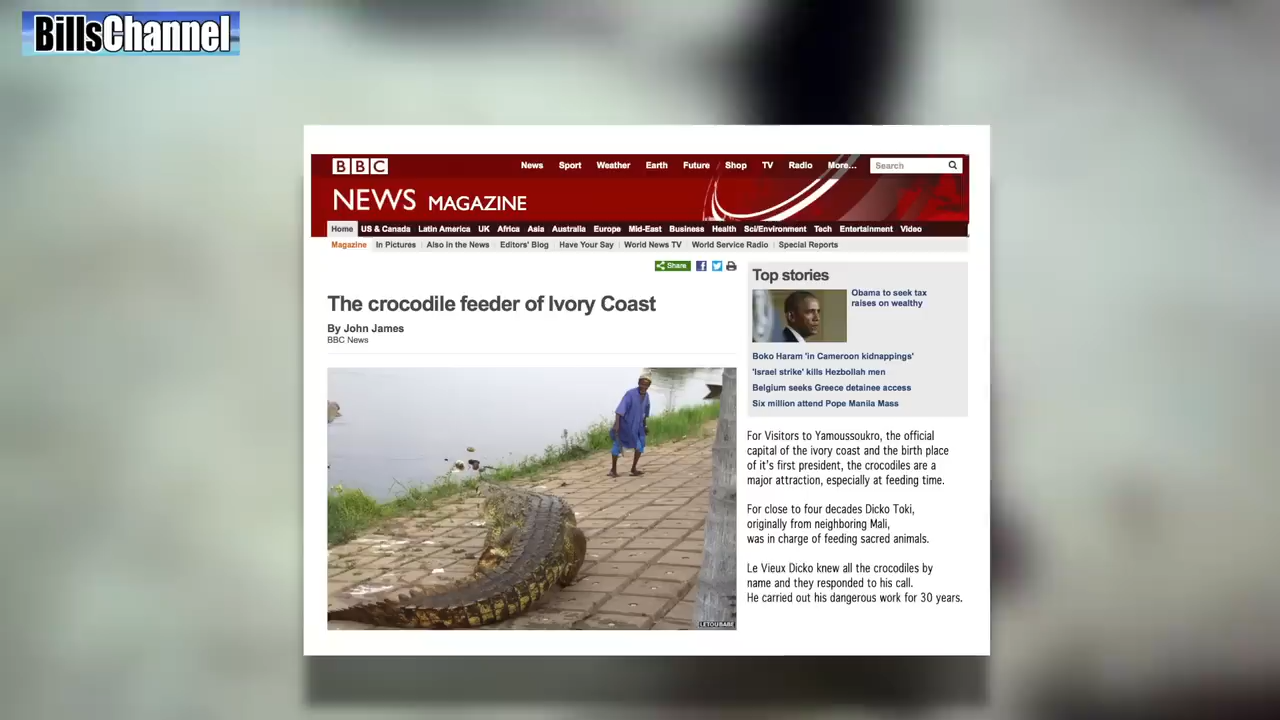 BillsChannel
BBC
News Sport Weather Earth Future Shop TV Radio More... Search
NEWS MAGAZINE
Home US & Canada Latin America UK Africa Asia Australia Europe Mid-East Business Health Sci/Environment Tech Entertainment Video
Magazine In Pictures Also in the News Editors' Blog Have Your Say World News TV World Service Radio Special Reports
Share
The crocodile feeder of Ivory Coast
By John James
BBC News
LETOUBABE
Top stories
Obama to seek tax
raises on wealthy
Boko Haram 'in Cameroon kidnappings'
'Israel strike' kills Hezbollah men
Belgium seeks Greece detainee access
Six million attend Pope Manila Mass
For Visitors to Yamoussoukro, the official
capital of the ivory coast and the birth place
of it's first president, the crocodiles are a
major attraction, especially at feeding time.
For close to four decades Dicko Toki,
originally from neighboring Mali,
was in charge of feeding sacred animals.
Le Vieux Dicko knew all the crocodiles by
name and they responded to his call.
He carried out his dangerous work for 30 years.